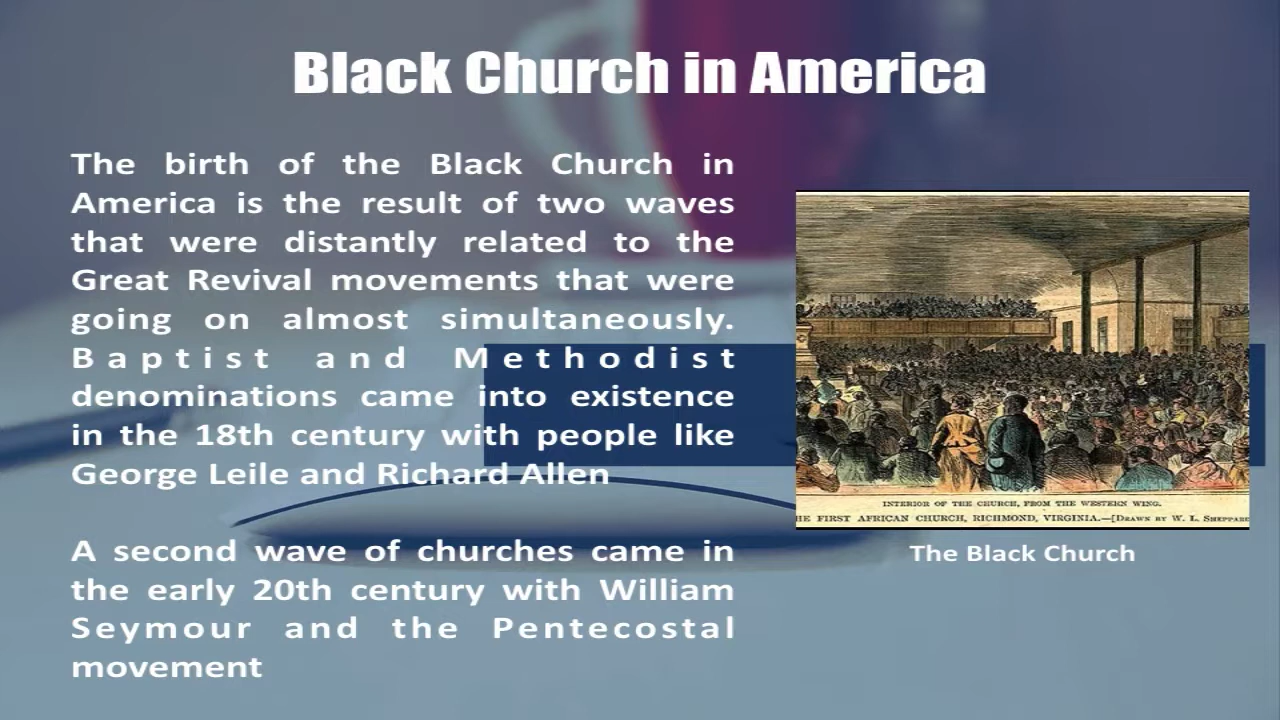 Black Church in America
The birth of the Black Church in
America is the result of two waves
that were distantly related to the
Great Revival movements that were
going on almost simultaneously.
Baptist and Methodist
denominations came into existence
in the 18th century with people like
George Leile and Richard Allen
A second wave of churches came in
the early 20th century with William
Seymour and the Pentecostal
movement
INTERIOR OF THE CHURCH, FROM THE WESTERN WING.
HE FIRST AFRICAN CHURCH, RICHMOND, VIRGINIA.—[DRAWN BY W. L. SHEPPARD
The Black Church